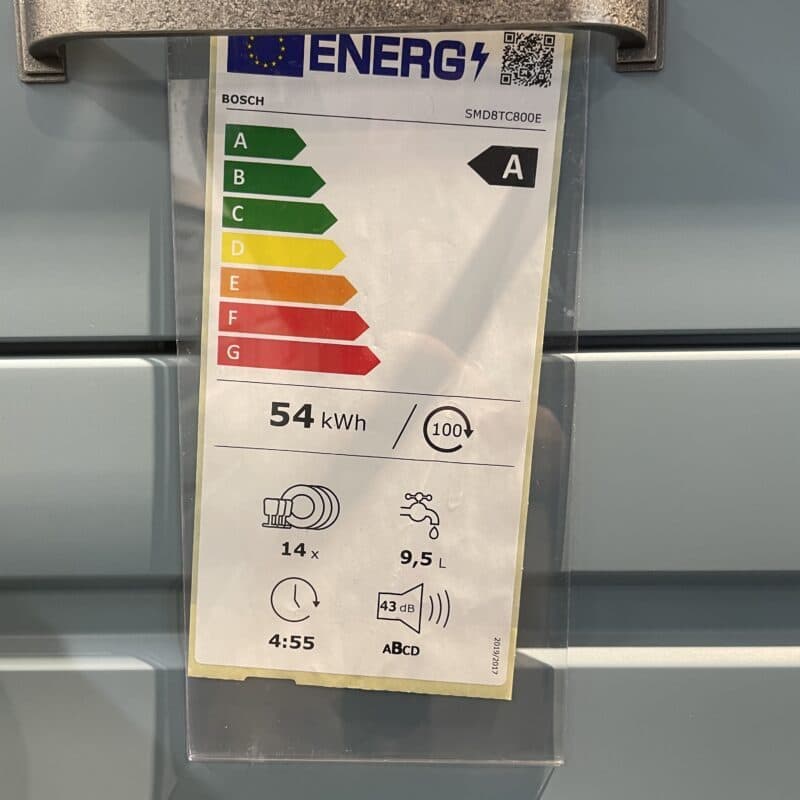 ENERG
BOSCH
SMD8TC800E
A
A
B
C
D
E
F
G
54 kWh / 100
14 x
9,5 L
43 dB
4:55
ABCD
2019/2017